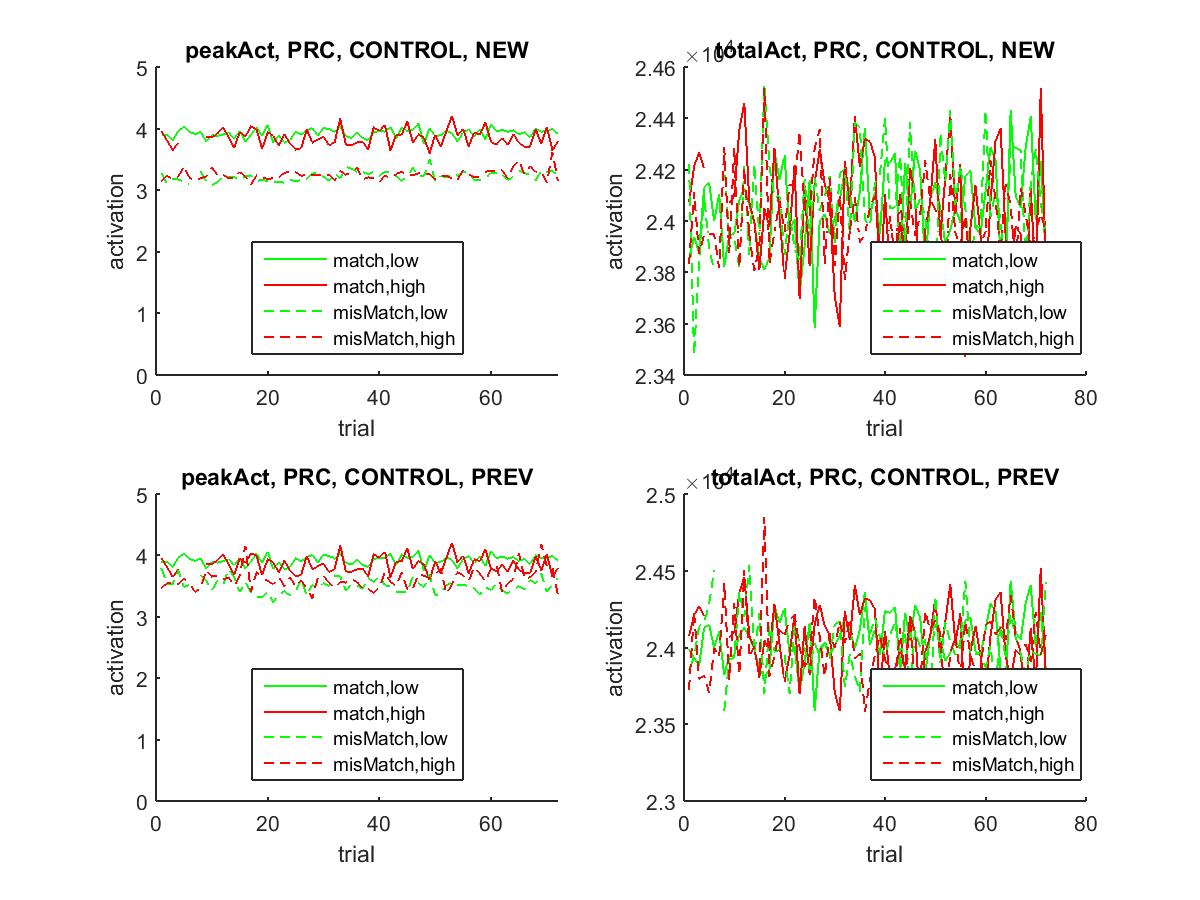 peakAct, PRC, CONTROL, NEW
5
4
3
2
1
0
activation
0 20 40 60
trial
match,low
match,high
misMatch,low
misMatch,high
×10⁴
totalAct, PRC, CONTROL, NEW
2.46
2.44
2.42
2.4
2.38
2.36
2.34
activation
0 20 40 60 80
trial
match,low
match,high
misMatch,low
misMatch,high
peakAct, PRC, CONTROL, PREV
5
4
3
2
1
0
activation
0 20 40 60
trial
match,low
match,high
misMatch,low
misMatch,high
×10⁴
totalAct, PRC, CONTROL, PREV
2.5
2.45
2.4
2.35
2.3
activation
0 20 40 60 80
trial
match,low
match,high
misMatch,low
misMatch,high